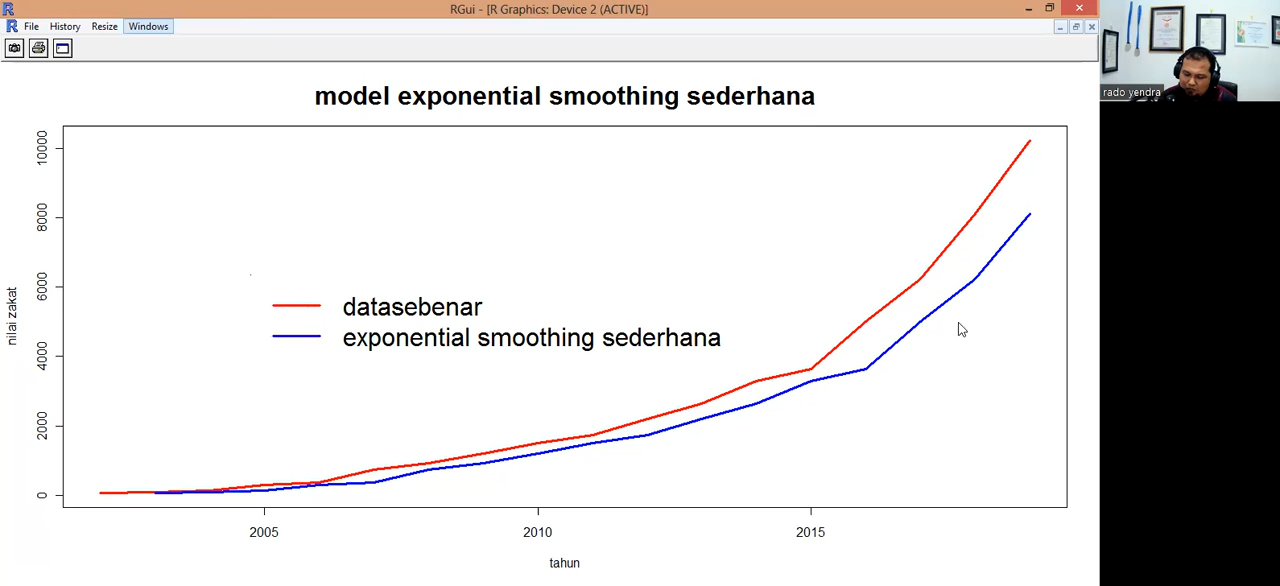 RGui - [R Graphics: Device 2 (ACTIVE)]
File History Resize Windows
rado yendra
model exponential smoothing sederhana
nilai zakat
10000
8000
6000
4000
2000
0
datasebenar
exponential smoothing sederhana
2005 2010 2015
tahun